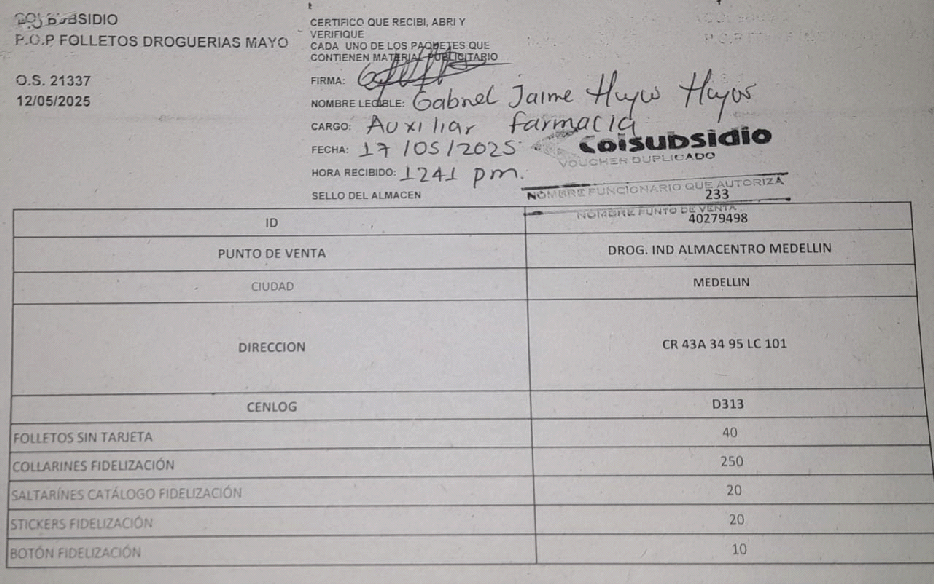 COLSUBSIDIO
P.O.P FOLLETOS DROGUERIAS MAYO
O.S. 21337
12/05/2025
CERTIFICO QUE RECIBI, ABRI Y
VERIFIQUE
CADA UNO DE LOS PAQUETES QUE
CONTIENEN MATERIAL PUBLICITARIO
FIRMA:
NOMBRE LEGIBLE: Gabriel Jaime Hoyos Hoyos
CARGO: Auxiliar farmacia
FECHA: 17/05/2025
HORA RECIBIDO: 1241 pm.
SELLO DEL ALMACEN
Colsubsidio
VOUCHER DUPLICADO
NOMBRE FUNCIONARIO QUE AUTORIZA
233
NOMBRE PUNTO DE VENTA
ID 40279498
PUNTO DE VENTA DROG. IND ALMACENTRO MEDELLIN
CIUDAD MEDELLIN
DIRECCION CR 43A 34 95 LC 101
CENLOG D313
FOLLETOS SIN TARJETA 40
COLLARINES FIDELIZACIÓN 250
SALTARÍNES CATÁLOGO FIDELIZACIÓN 20
STICKERS FIDELIZACIÓN 20
BOTÓN FIDELIZACIÓN 10